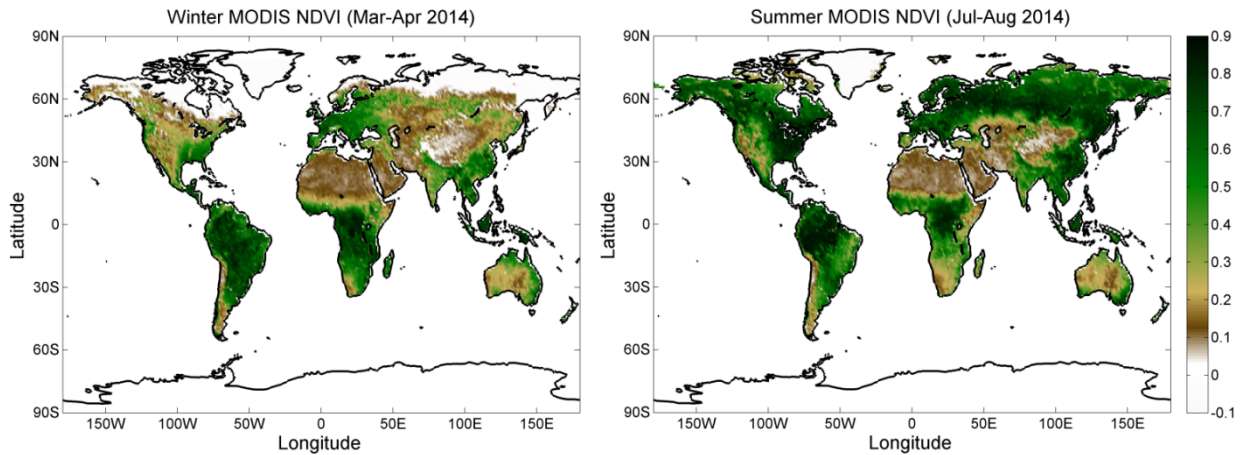 Winter MODIS NDVI (Mar-Apr 2014)
90N
60N
30N
0
30S
60S
90S
Latitude
150W 100W 50W 0 50E 100E 150E
Longitude
Summer MODIS NDVI (Jul-Aug 2014)
90N
60N
30N
0
30S
60S
90S
Latitude
150W 100W 50W 0 50E 100E 150E
Longitude
0.9
0.8
0.7
0.6
0.5
0.4
0.3
0.2
0.1
0
-0.1